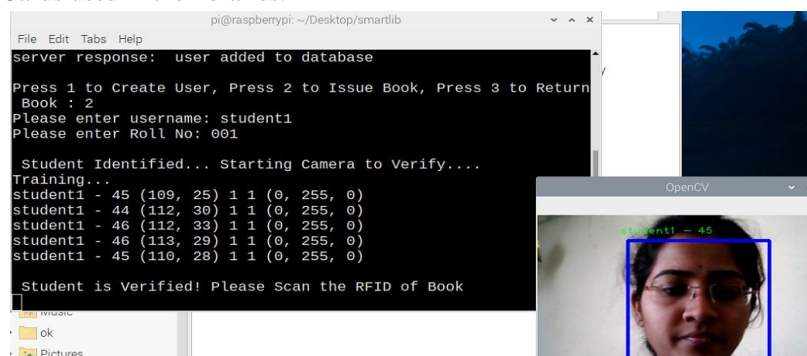 pi@raspberrypi: ~/Desktop/smartlib
File Edit Tabs Help
server response:  user added to database
Press 1 to Create User, Press 2 to Issue Book, Press 3 to Return
Book : 2
Please enter username: student1
Please enter Roll No: 001
Student Identified... Starting Camera to Verify....
Training...
student1 - 45 (109, 25) 1 1 (0, 255, 0)
student1 - 44 (112, 30) 1 1 (0, 255, 0)
student1 - 46 (112, 33) 1 1 (0, 255, 0)
student1 - 46 (113, 29) 1 1 (0, 255, 0)
student1 - 45 (110, 28) 1 1 (0, 255, 0)
Student is Verified! Please Scan the RFID of Book
OpenCV
student1 - 45
Music
ok
Pictures